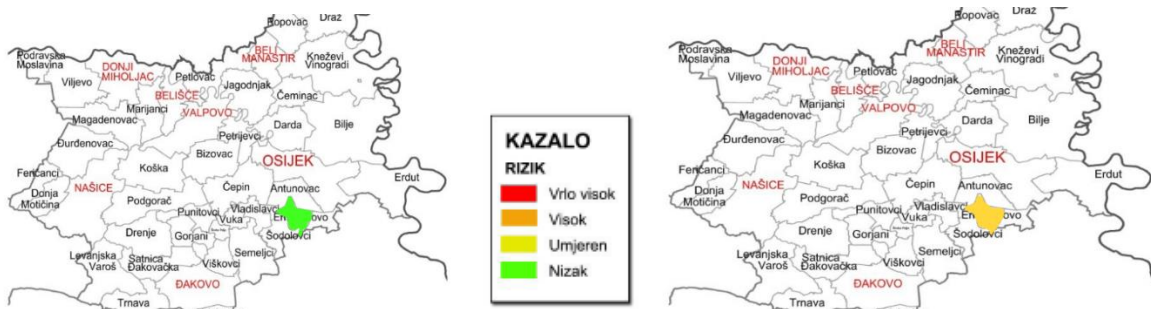 Popovac
Draž
Podravska
Moslavina
Viljevo
DONJI
MIHOLJAC
BELI
MANASTIR
Kneževi
Vinogradi
Petlovac
Jagodnjak
BELIŠĆE
Čeminac
Marijanci
VALPOVO
Magadenovac
Petrijevci
Darda
Bilje
Đurđenovac
Bizovac
OSIJEK
Koška
Feričanci
NAŠICE
Čepin
Antunovac
Erdut
Donja
Motičina
Podgorač
Punitovci
Vladislavci
Vuka
Drenje
Gorjani
Šodolovci
Levanjska
Varoš
Satnica
Đakovačka
Semeljci
Viškovci
ĐAKOVO
Trnava
KAZALO
RIZIK
Vrlo visok
Visok
Umjeren
Nizak
Popovac
Draž
Podravska
Moslavina
Viljevo
DONJI
MIHOLJAC
BELI
MANASTIR
Kneževi
Vinogradi
Petlovac
Jagodnjak
BELIŠĆE
Čeminac
Marijanci
VALPOVO
Magadenovac
Petrijevci
Darda
Bilje
Đurđenovac
Bizovac
OSIJEK
Koška
Feričanci
NAŠICE
Čepin
Antunovac
Erdut
Donja
Motičina
Podgorač
Punitovci
Vladislavci
Vuka
Drenje
Gorjani
Šodolovci
Levanjska
Varoš
Satnica
Đakovačka
Semeljci
Viškovci
ĐAKOVO
Trnava